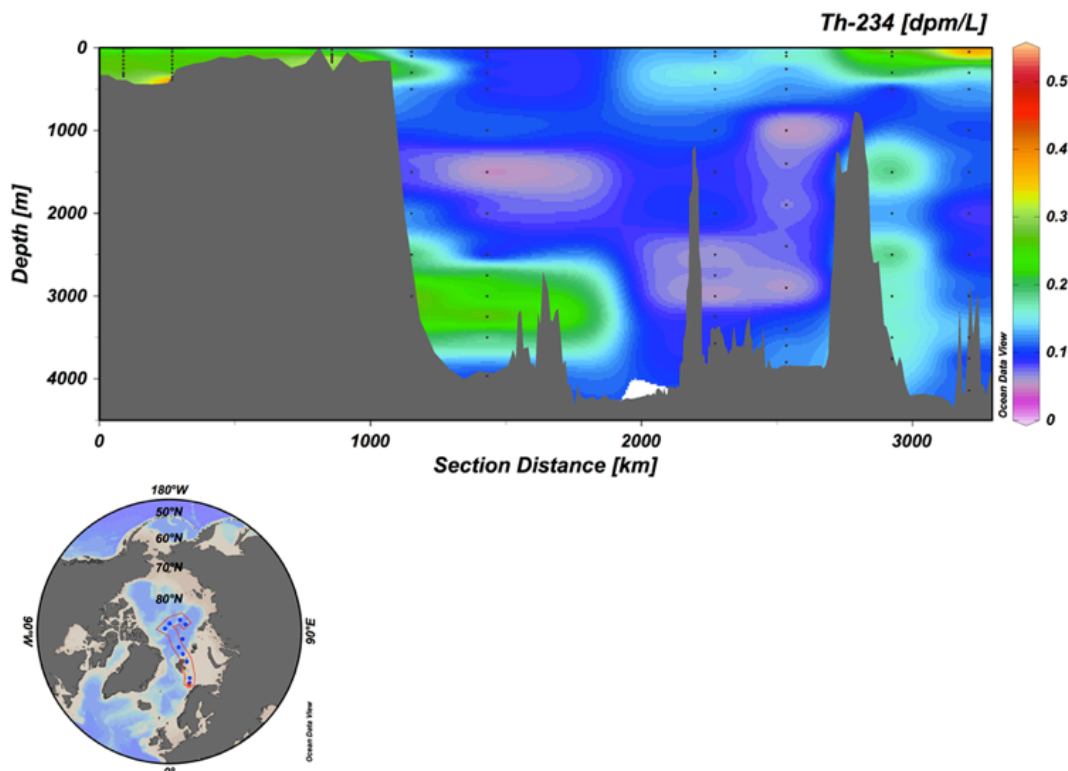 Th-234 [dpm/L]
0
1000
2000
3000
4000
Depth [m]
0
1000
2000
3000
Section Distance [km]
0.5
0.4
0.3
0.2
0.1
0
Ocean Data View
180°W
50°N
60°N
70°N
80°N
90°W
90°E
0°
Ocean Data View